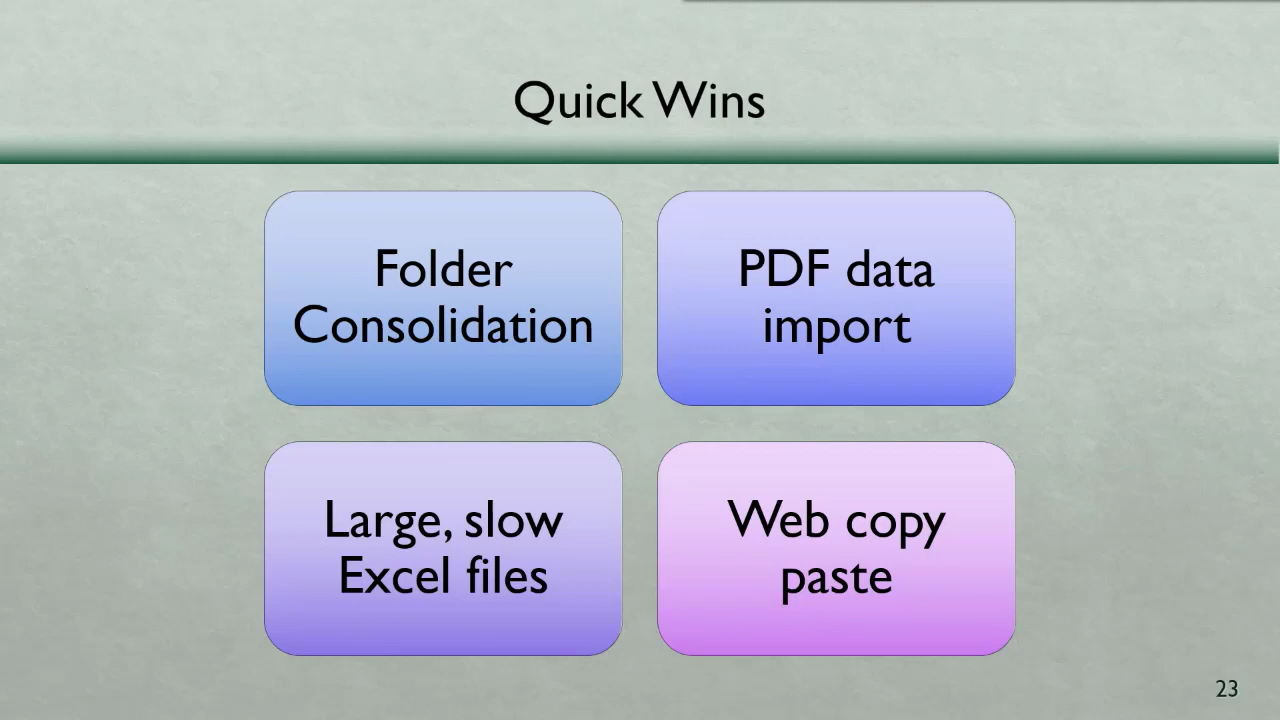 Quick Wins
Folder
Consolidation
PDF data
import
Large, slow
Excel files
Web copy
paste
23